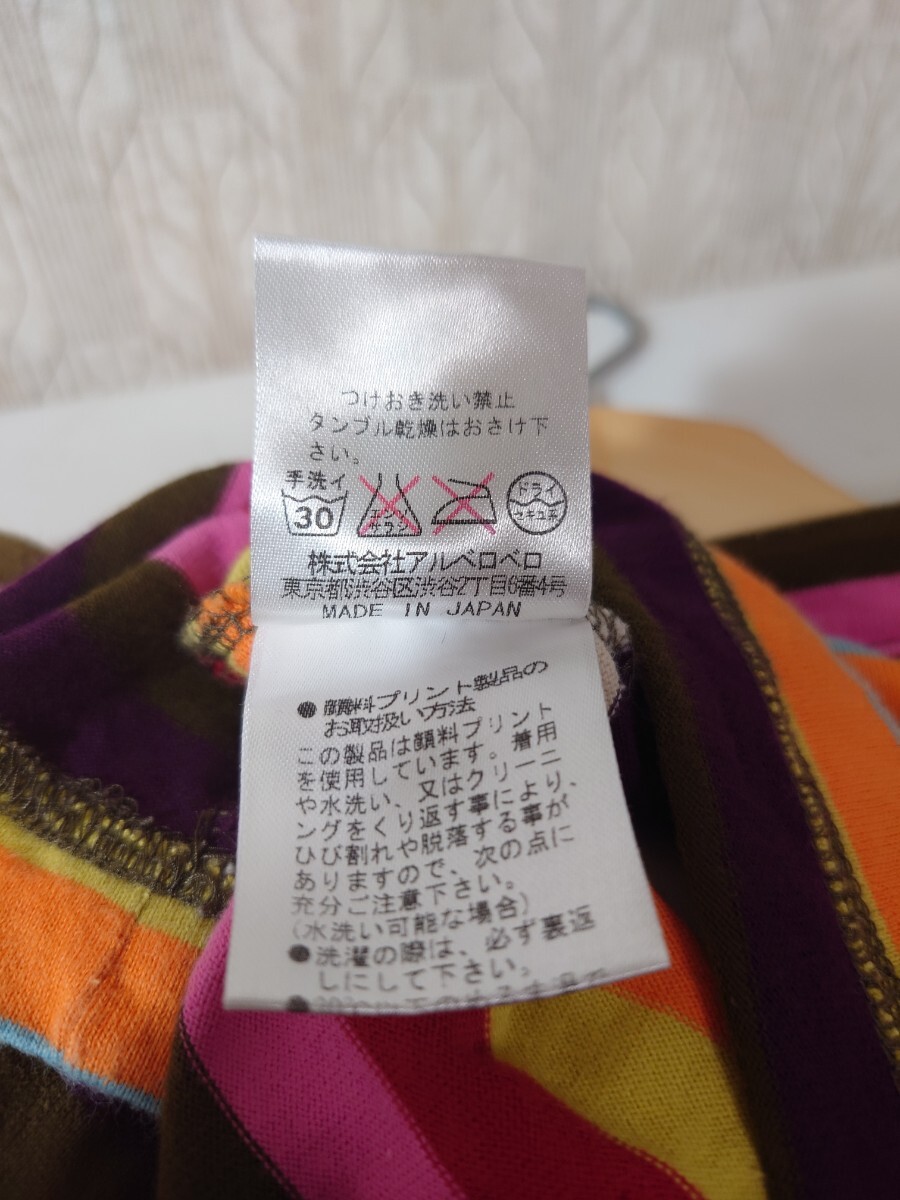 つけおき洗い禁止
タンブル乾燥はおさけ下
さい。
手洗イ
30
エンソ
サラシ
ドライ
セキユ系
株式会社アルベロベロ
東京都渋谷区渋谷2丁目6番4号
MADE IN JAPAN
●顔料プリント製品の
お取扱い方法
この製品は顔料プリント
を使用しています。着用
や水洗い、又はクリーニ
ングをくり返す事により、
ひび割れや脱落する事が
ありますので、次の点に
充分ご注意下さい。
(水洗い可能な場合)
●洗濯の際は、必ず裏返
しにして下さい。